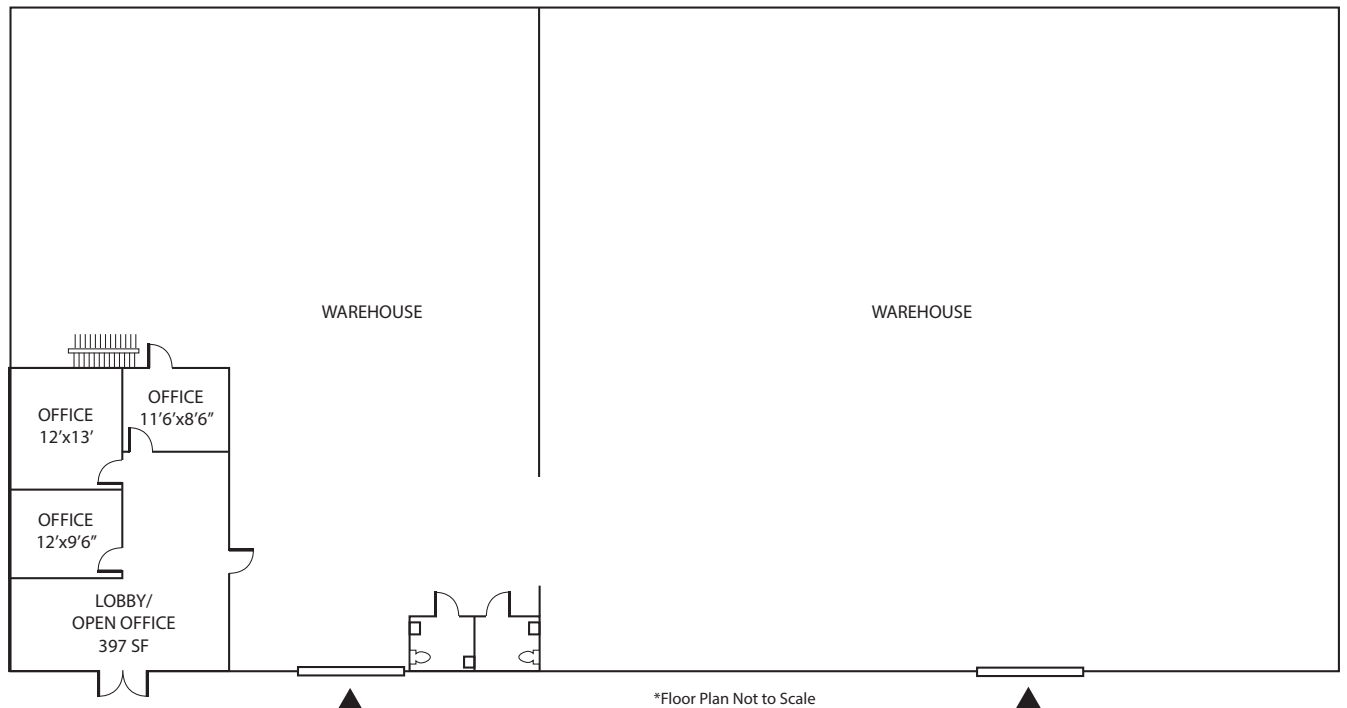 WAREHOUSE
WAREHOUSE
OFFICE
12’x13’
OFFICE
11’6’x8’6”
OFFICE
12’x9’6”
LOBBY/
OPEN OFFICE
397 SF
*Floor Plan Not to Scale